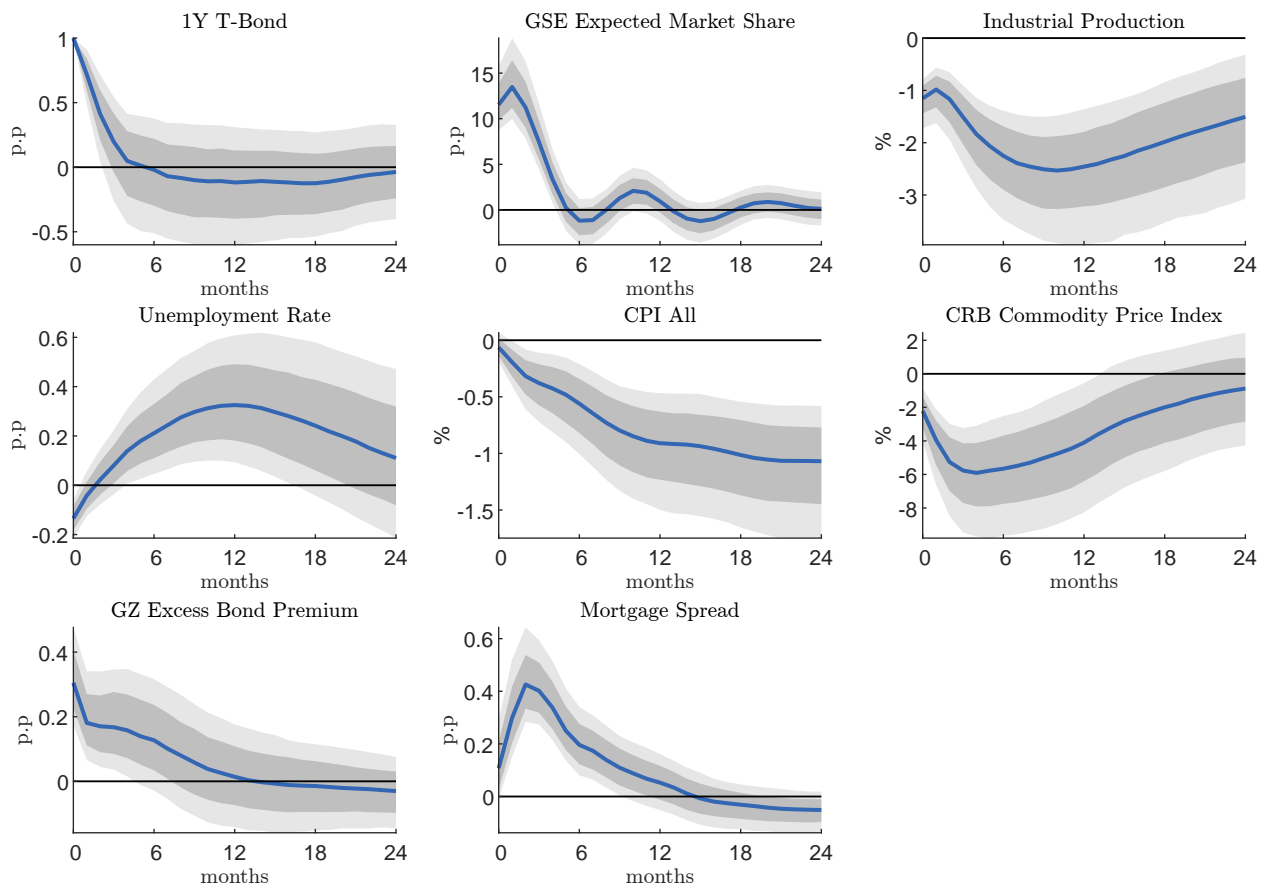 1Y T-Bond
1
0.5
0
-0.5
p.p
0 6 12 18 24
months
GSE Expected Market Share
15
10
5
0
p.p
0 6 12 18 24
months
Industrial Production
0
-1
-2
-3
%
0 6 12 18 24
months
Unemployment Rate
0.6
0.4
0.2
0
-0.2
p.p
0 6 12 18 24
months
CPI All
0
-0.5
-1
-1.5
%
0 6 12 18 24
months
CRB Commodity Price Index
2
0
-2
-4
-6
-8
%
0 6 12 18 24
months
GZ Excess Bond Premium
0.4
0.2
0
p.p
0 6 12 18 24
months
Mortgage Spread
0.6
0.4
0.2
0
p.p
0 6 12 18 24
months